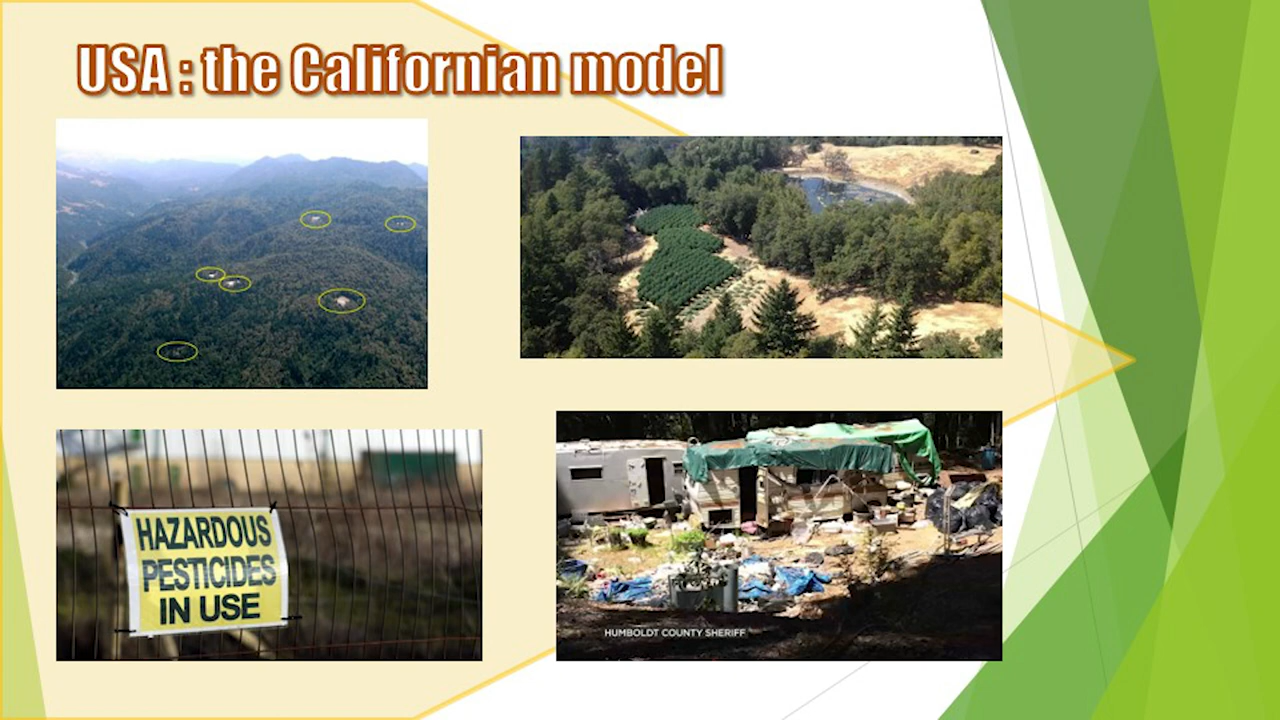 USA : the Californian model
HAZARDOUS
PESTICIDES
IN USE
HUMBOLDT COUNTY SHERIFF